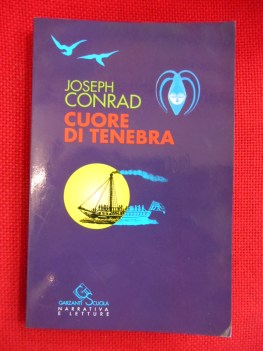 JOSEPH
CONRAD
CUORE
DI TENEBRA
GARZANTI SCUOLA
NARRATIVA
E LETTURE